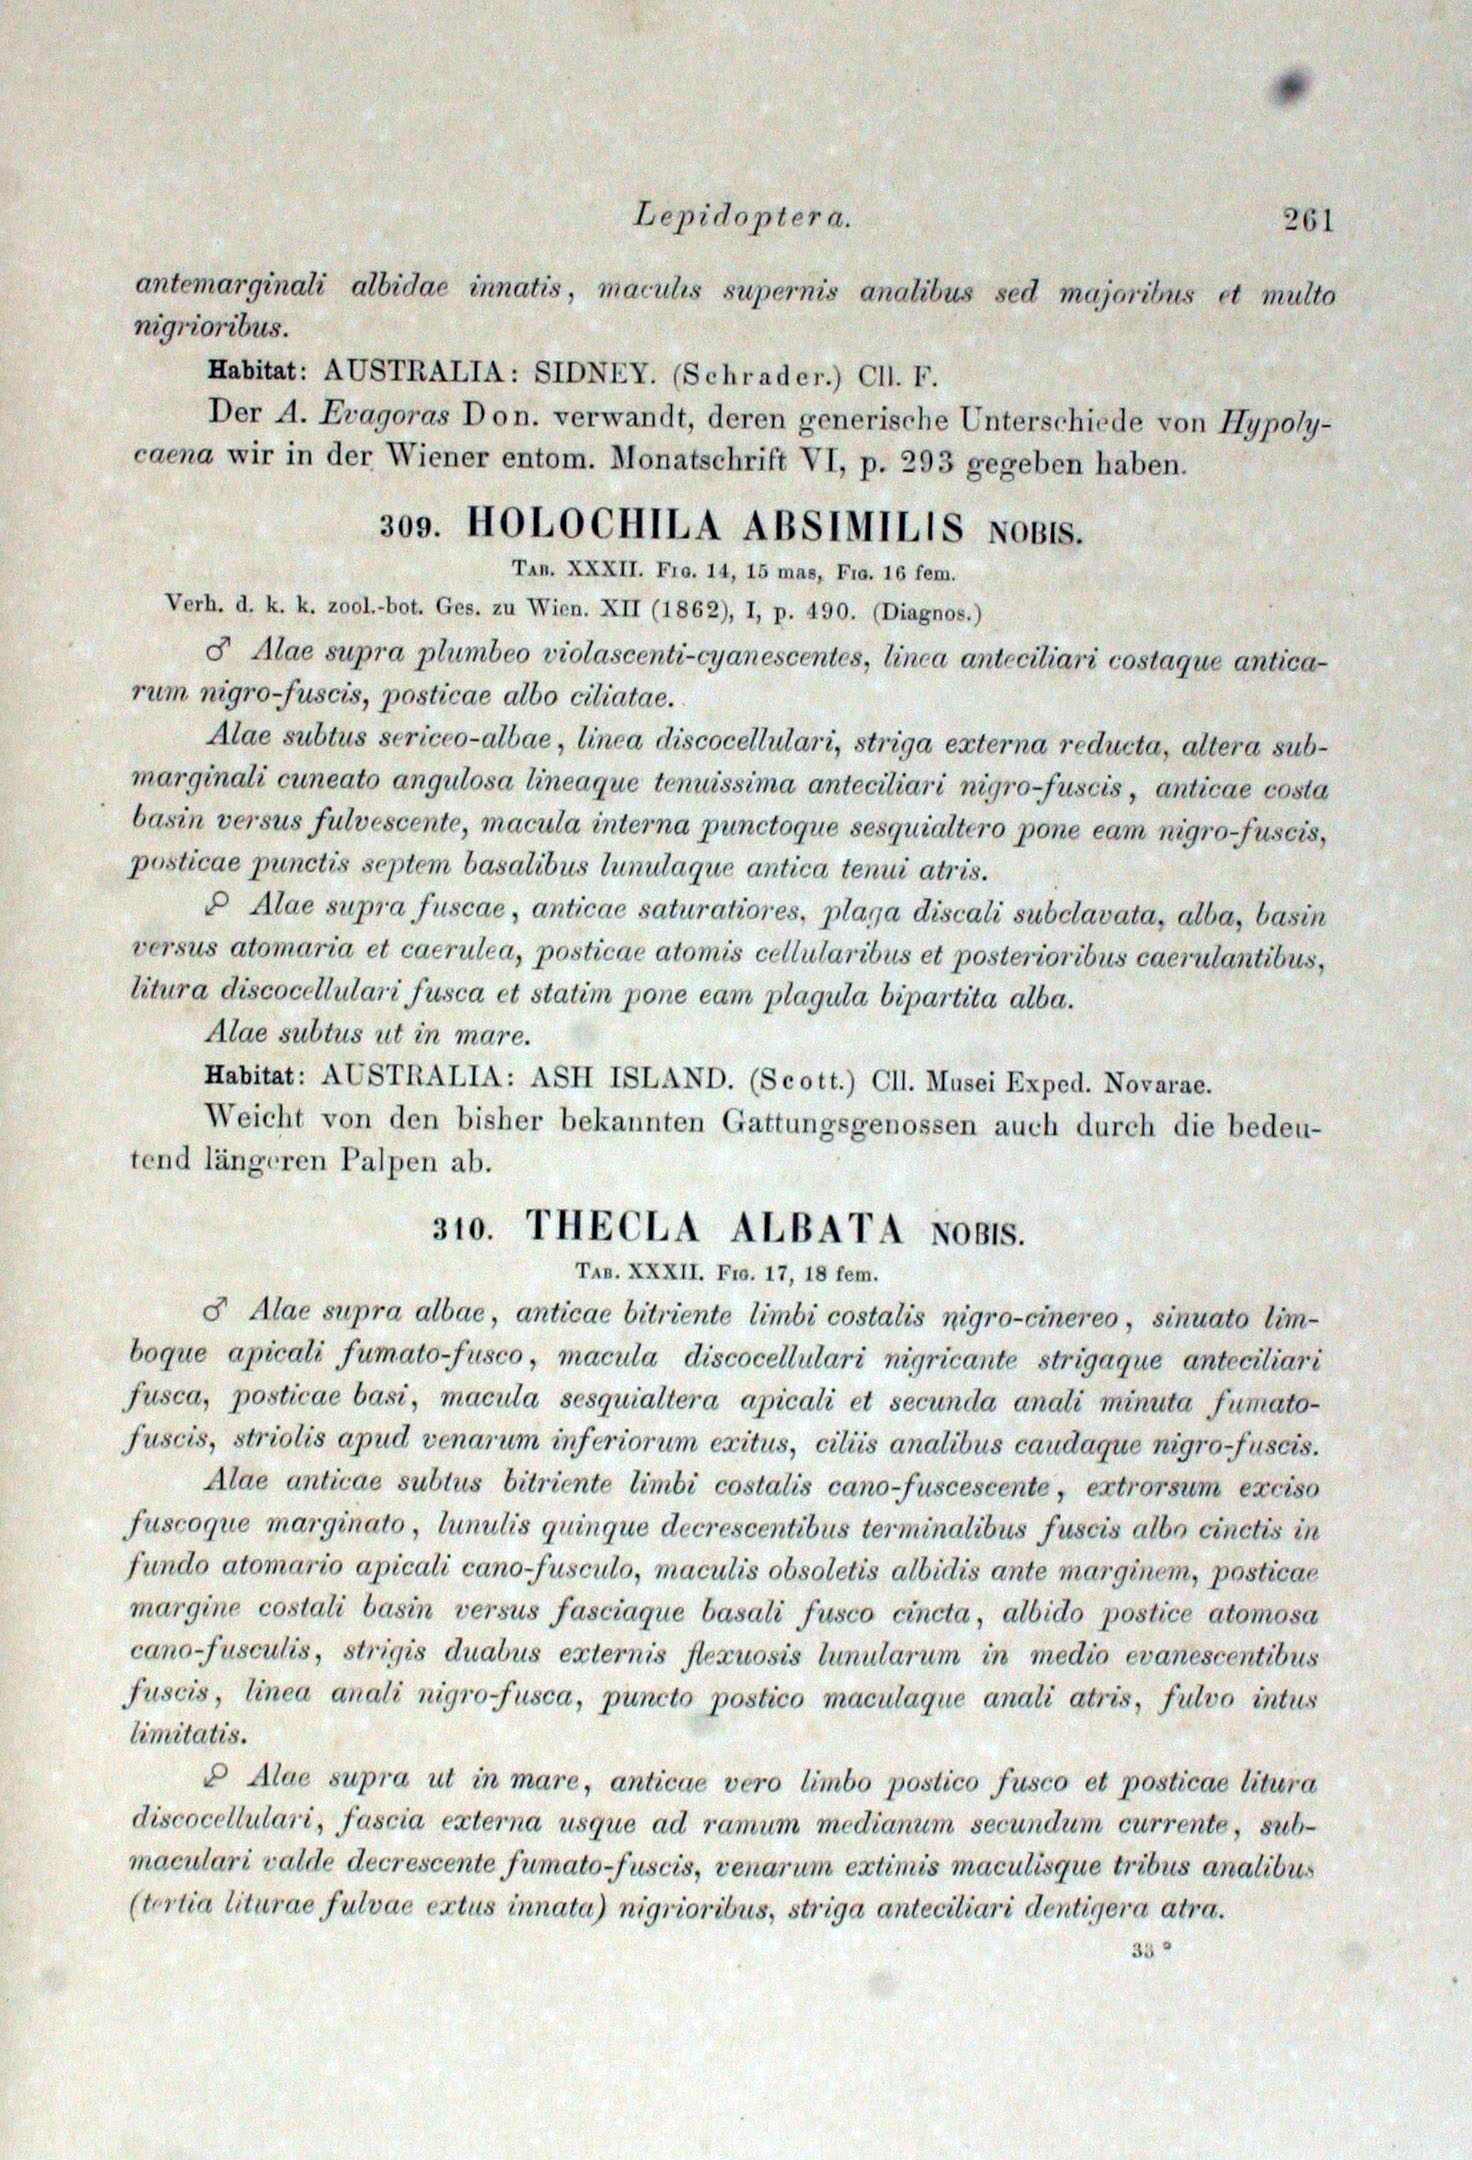 Lepidoptera. 261
antemarginali albidae innatis, maculis supernis analibus sed majoribus et multo
nigrioribus.
Habitat: AUSTRALIA: SIDNEY. (Schrader.) Cll. F.
Der A. Evagoras Don. verwandt, deren generische Unterschiede von Hypoly-
caena wir in der Wiener entom. Monatschrift VI, p. 293 gegeben haben.
309. HOLOCHILA ABSIMILIS NOBIS.
TAB. XXXII. FIG. 14, 15 mas, FIG. 16 fem.
Verh. d. k. k. zool.-bot. Ges. zu Wien. XII (1862), I, p. 490. (Diagnos.)
♂ Alae supra plumbeo violascenti-cyanescentes, linea anteciliari costaque antica-
rum nigro-fuscis, posticae albo ciliatae.
Alae subtus sericeo-albae, linea discocellulari, striga externa reducta, altera sub-
marginali cuneato angulosa lineaque tenuissima anteciliari nigro-fuscis, anticae costa
basin versus fulvescente, macula interna punctoque sesquialtero pone eam nigro-fuscis,
posticae punctis septem basalibus lunulaque antica tenui atris.
♀ Alae supra fuscae, anticae saturatiores, plaga discali subclavata, alba, basin
versus atomaria et caerulea, posticae atomis cellularibus et posterioribus caerulantibus,
litura discocellulari fusca et statim pone eam plagula bipartita alba.
Alae subtus ut in mare.
Habitat: AUSTRALIA: ASH ISLAND. (Scott.) Cll. Musei Exped. Novarae.
Weicht von den bisher bekannten Gattungsgenossen auch durch die bedeu-
tend längeren Palpen ab.
310. THECLA ALBATA NOBIS.
TAB. XXXII. FIG. 17, 18 fem.
♂ Alae supra albae, anticae bitriente limbi costalis nigro-cinereo, sinuato lim-
boque apicali fumato-fusco, macula discocellulari nigricante strigaque anteciliari
fusca, posticae basi, macula sesquialtera apicali et secunda anali minuta fumato-
fuscis, striolis apud venarum inferiorum exitus, ciliis analibus caudaque nigro-fuscis.
Alae anticae subtus bitriente limbi costalis cano-fuscescente, extrorsum exciso
fuscoque marginato, lunulis quinque decrescentibus terminalibus fuscis albo cinctis in
fundo atomario apicali cano-fusculo, maculis obsoletis albidis ante marginem, posticae
margine costali basin versus fasciaque basali fusco cincta, albido postice atomosa
cano-fusculis, strigis duabus externis flexuosis lunularum in medio evanescentibus
fuscis, linea anali nigro-fusca, puncto postico maculaque anali atris, fulvo intus
limitatis.
♀ Alae supra ut in mare, anticae vero limbo postico fusco et posticae litura
discocellulari, fascia externa usque ad ramum medianum secundum currente, sub-
maculari valde decrescente fumato-fuscis, venarum extimis maculisque tribus analibus
(tertia liturae fulvae extus innata) nigrioribus, striga anteciliari dentigera atra.
33 *